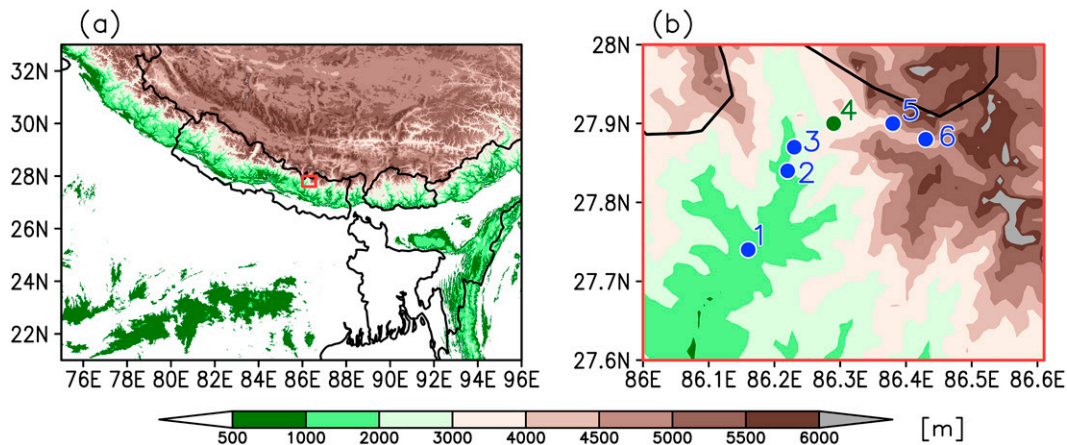 (a)
32N
30N
28N
26N
24N
22N
76E 78E 80E 82E 84E 86E 88E 90E 92E 94E 96E
(b)
28N
27.9N
27.8N
27.7N
27.6N
86E 86.1E 86.2E 86.3E 86.4E 86.5E 86.6E
4
5
6
3
2
1
500 1000 2000 3000 4000 4500 5000 5500 6000 [m]